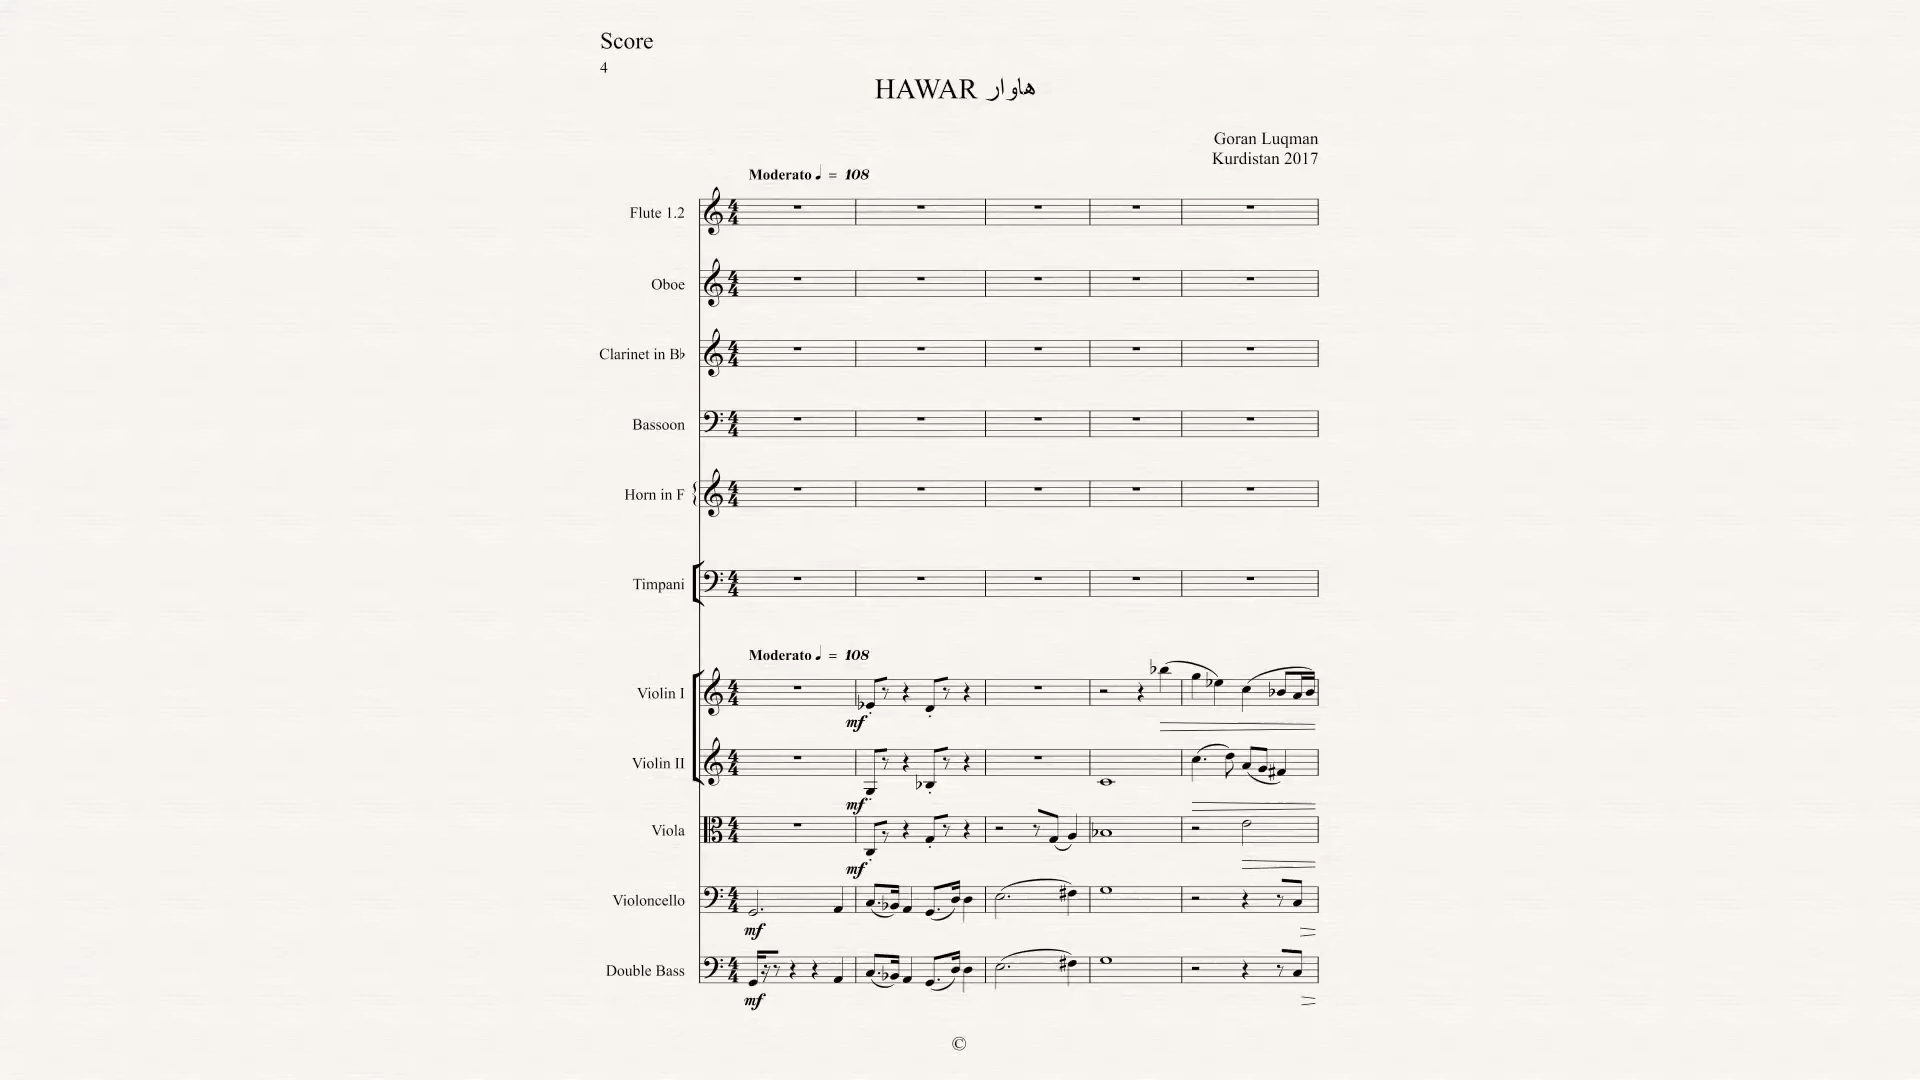 Score
4
HAWAR هاوار
Goran Luqman
Kurdistan 2017
Moderato ♩ = 108
Flute 1.2
Oboe
Clarinet in B♭
Bassoon
Horn in F
Timpani
Moderato ♩ = 108
Violin I
mf
Violin II
mf
Viola
mf
Violoncello
mf
Double Bass
mf
©